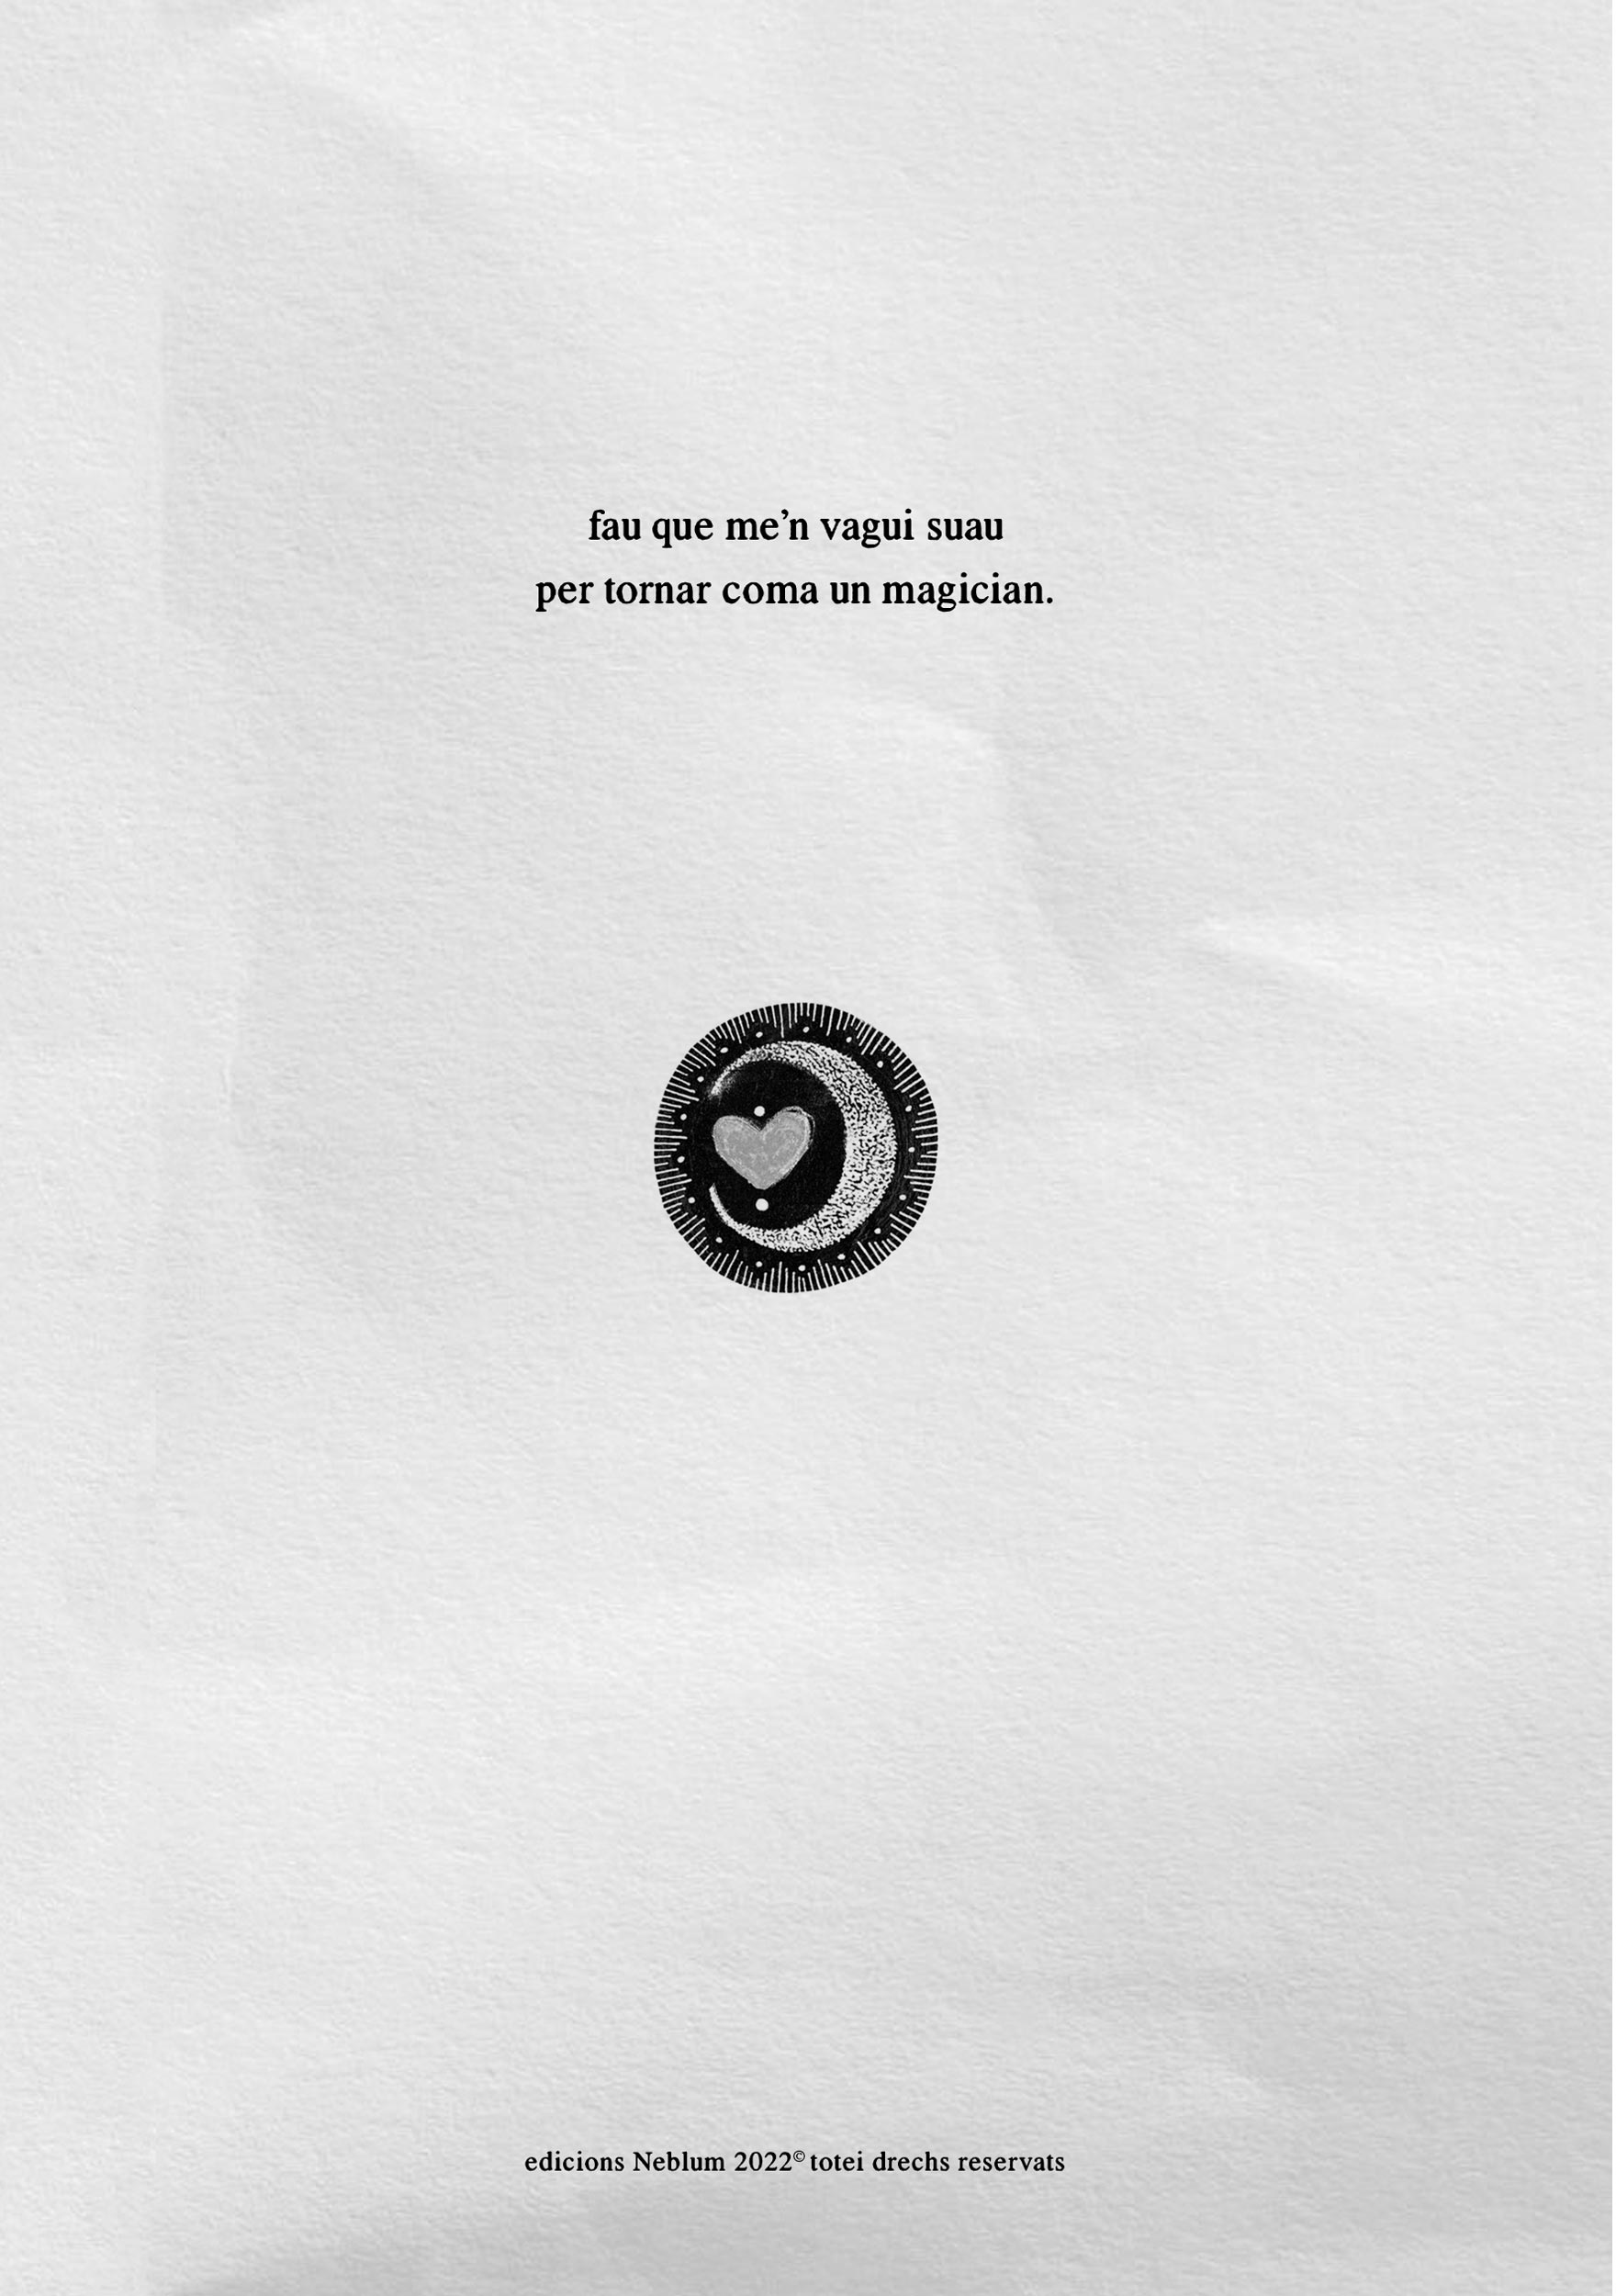 fau que me’n vagui suau
per tornar coma un magician.
edicions Neblum 2022© totei drechs reservats